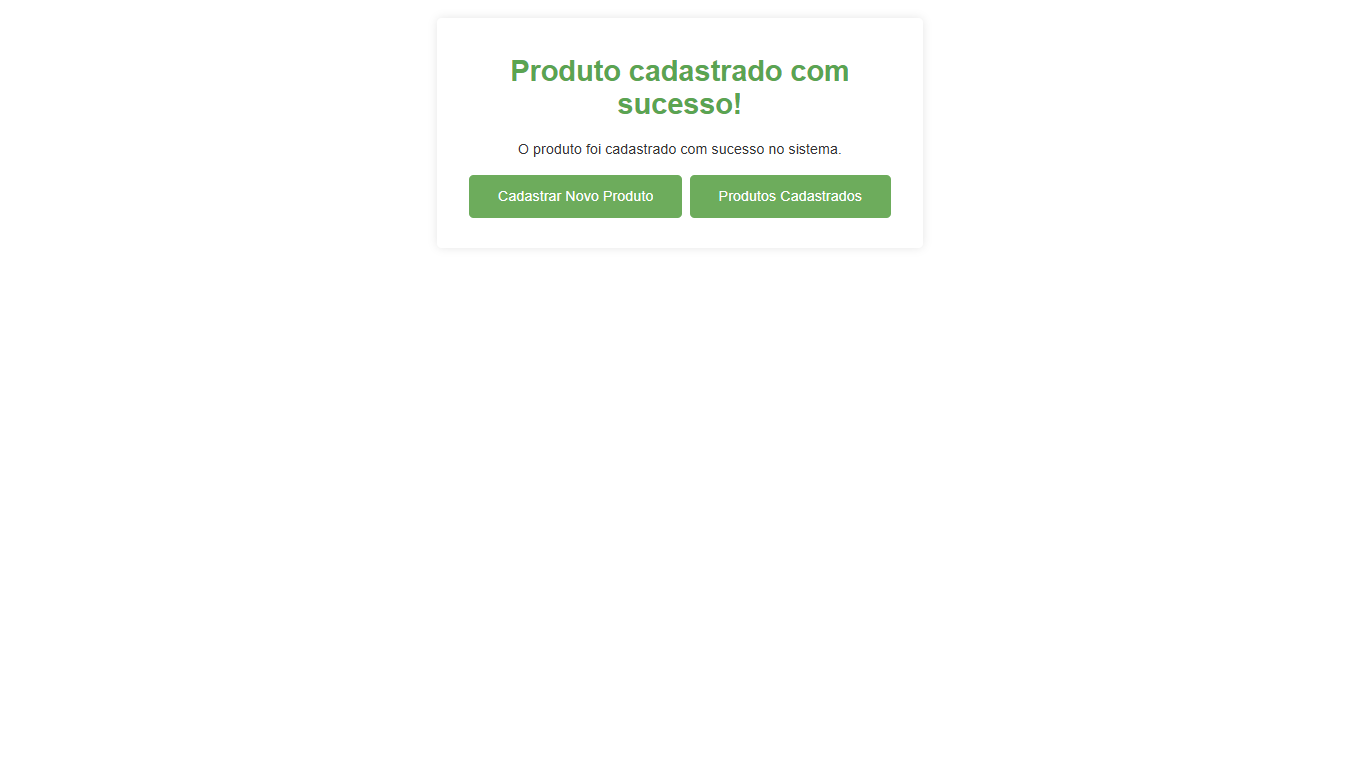 Produto cadastrado com
sucesso!
O produto foi cadastrado com sucesso no sistema.
Cadastrar Novo Produto
Produtos Cadastrados